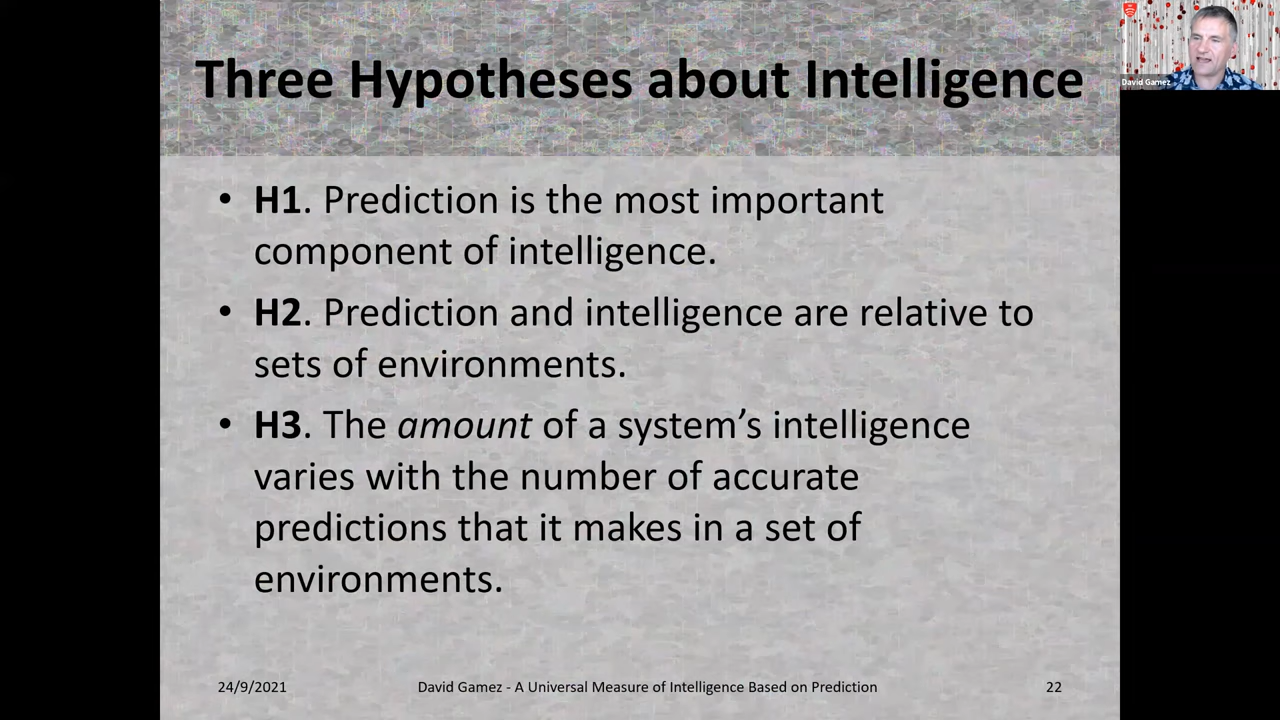 Three Hypotheses about Intelligence
David Gamez
• H1. Prediction is the most important
component of intelligence.
• H2. Prediction and intelligence are relative to
sets of environments.
• H3. The amount of a system’s intelligence
varies with the number of accurate
predictions that it makes in a set of
environments.
24/9/2021
David Gamez - A Universal Measure of Intelligence Based on Prediction
22